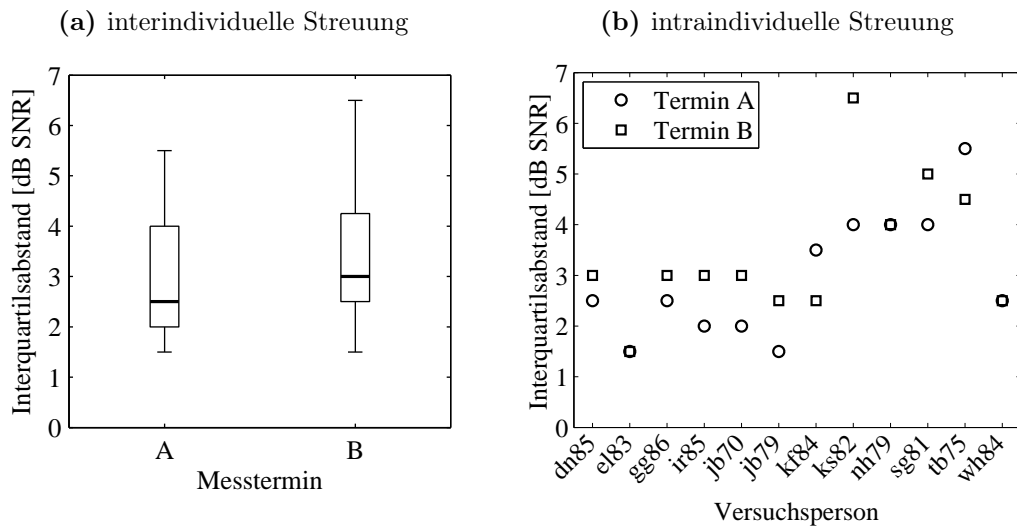 (a) interindividuelle Streuung
Interquartilsabstand [dB SNR]
7
6
5
4
3
2
1
0
A
B
Messtermin
(b) intraindividuelle Streuung
Interquartilsabstand [dB SNR]
7
6
5
4
3
2
1
0
Termin A
Termin B
dn85
el83
gg86
ir85
jb70
jb79
kf84
ks82
nh79
sg81
tb75
wh84
Versuchsperson